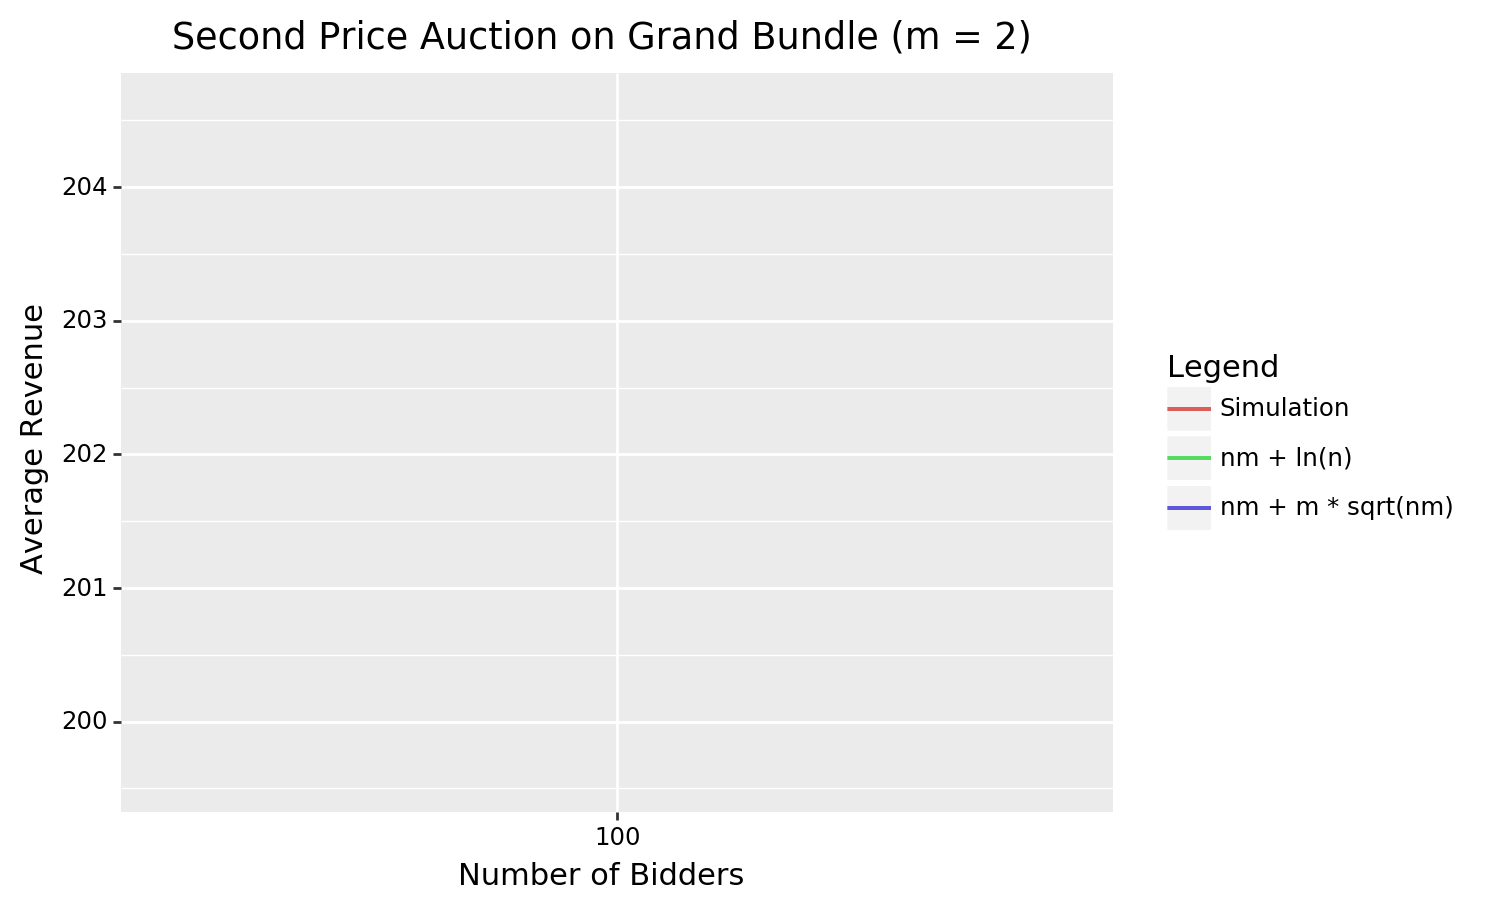 Second Price Auction on Grand Bundle (m = 2)
Average Revenue
204
203
202
201
200
100
Number of Bidders
Legend
Simulation
nm + ln(n)
nm + m * sqrt(nm)